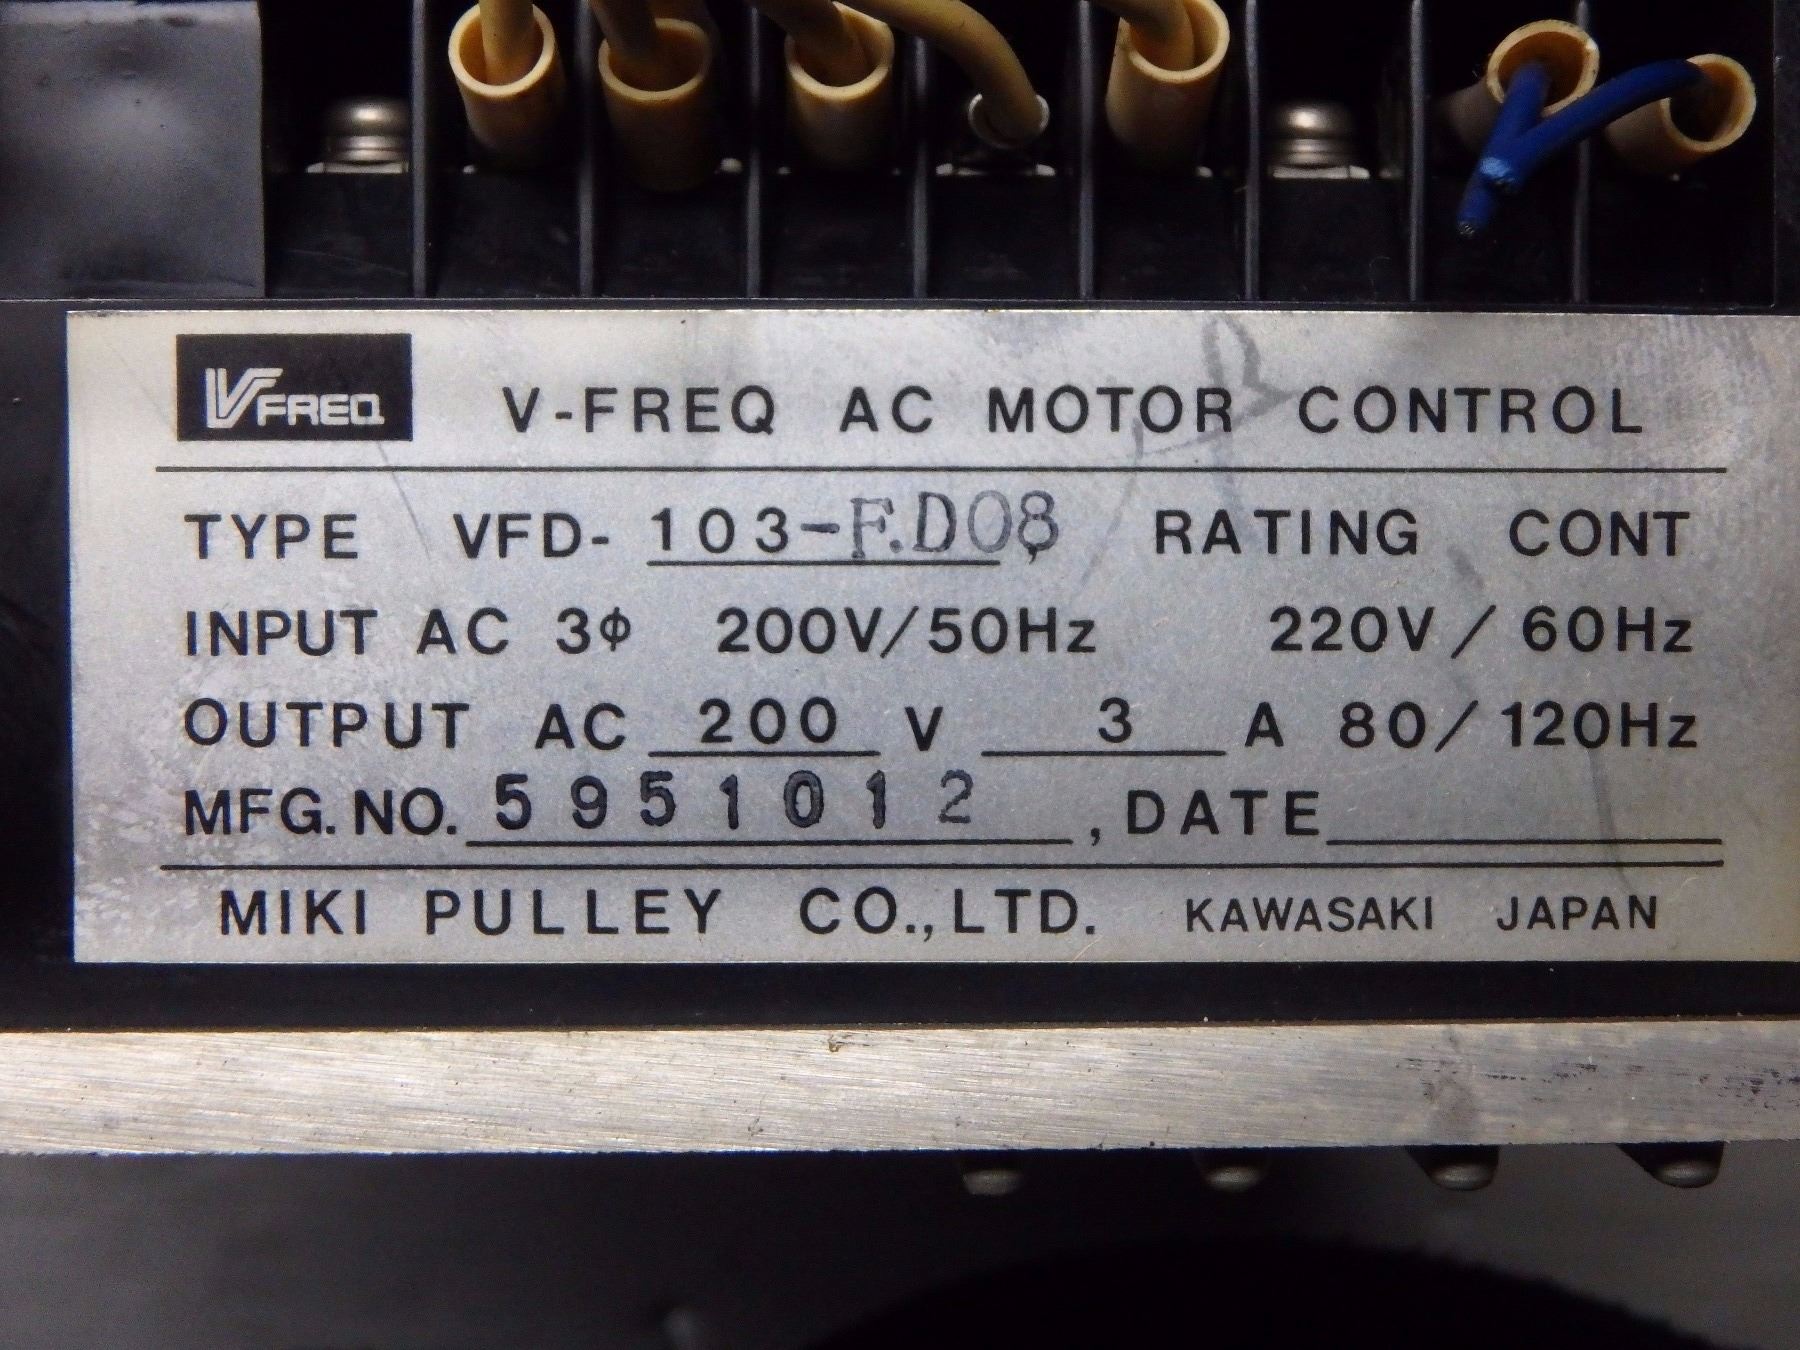 VFREQ V-FREQ AC MOTOR CONTROL
TYPE VFD-103-F.D08, RATING CONT
INPUT AC 3φ 200V/50Hz 220V/60Hz
OUTPUT AC 200 V 3 A 80/120Hz
MFG. NO. 5951012, DATE
MIKI PULLEY CO., LTD. KAWASAKI JAPAN